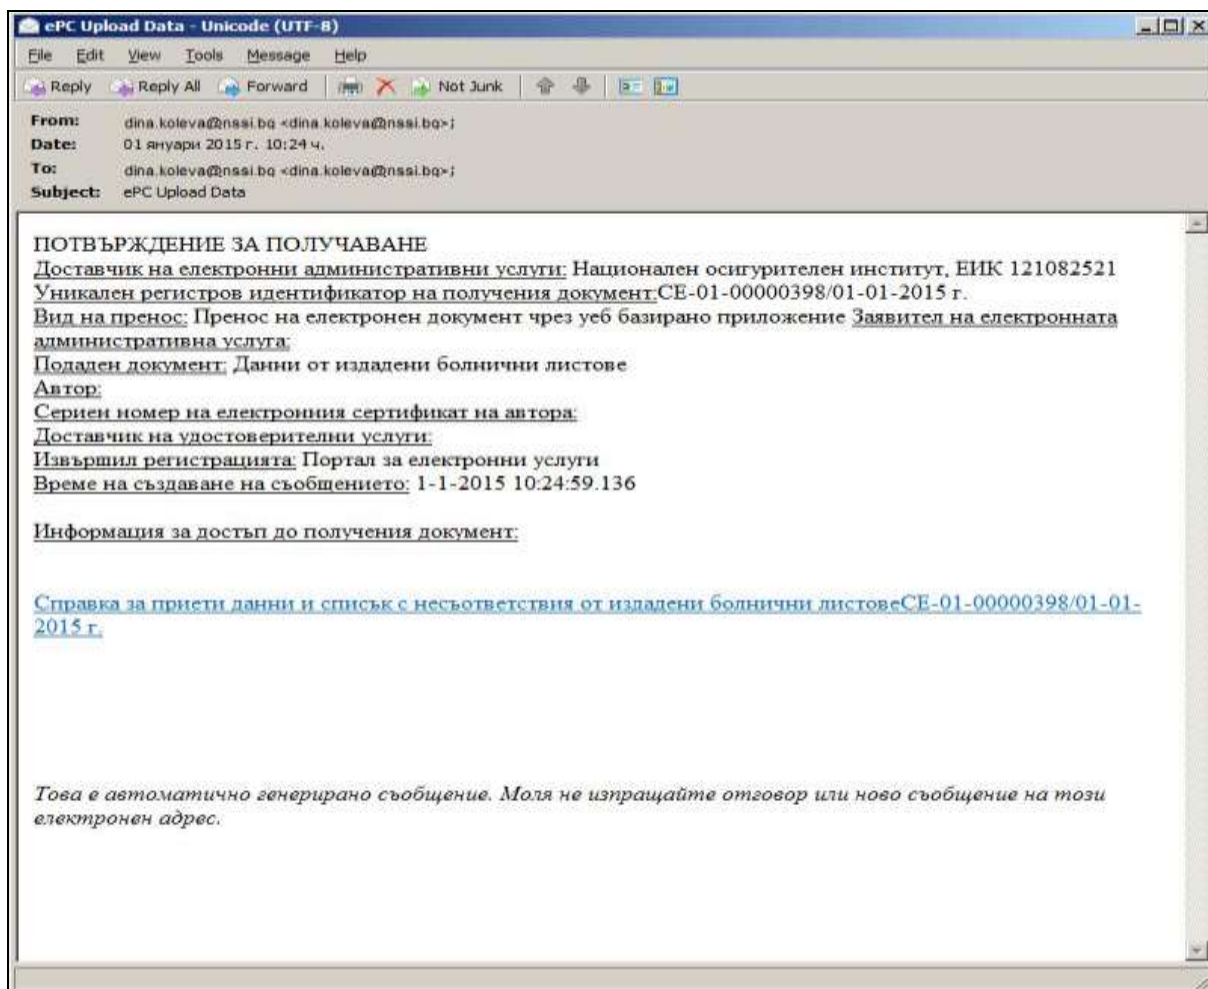 ePC Upload Data - Unicode (UTF-8)
File Edit View Tools Message Help
Reply Reply All Forward Not Junk
From: dina.koleva@nssi.bg <dina.koleva@nssi.bg>;
Date: 01 януари 2015 г. 10:24 ч.
To: dina.koleva@nssi.bg <dina.koleva@nssi.bg>;
Subject: ePC Upload Data
ПОТВЪРЖДЕНИЕ ЗА ПОЛУЧАВАНЕ
Доставчик на електронни административни услуги: Национален осигурителен институт, ЕИК 121082521
Уникален регистров идентификатор на получения документ:СЕ-01-00000398/01-01-2015 г.
Вид на пренос: Пренос на електронен документ чрез уеб базирано приложение Заявител на електронната
административна услуга:
Подаден документ: Данни от издадени болнични листове
Автор:
Сериен номер на електронния сертификат на автора:
Доставчик на удостоверителни услуги:
Извършил регистрацията: Портал за електронни услуги
Време на създаване на съобщението: 1-1-2015 10:24:59.136
Информация за достъп до получения документ:
Справка за приети данни и списък с несъответствия от издадени болнични листовеСЕ-01-00000398/01-01-
2015 г.
Това е автоматично генерирано съобщение. Моля не изпращайте отговор или ново съобщение на този
електронен адрес.